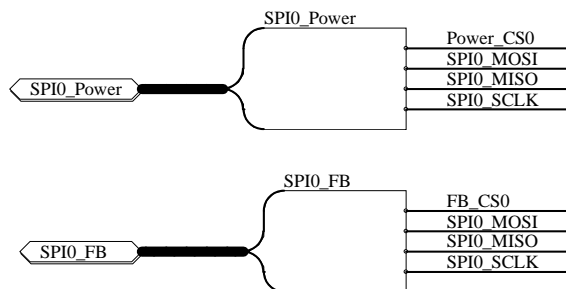 SPI0_Power
Power_CS0
SPI0_MOSI
SPI0_Power
SPI0_MISO
SPI0_SCLK
SPI0_FB
FB_CS0
SPI0_MOSI
SPI0_FB
SPI0_MISO
SPI0_SCLK